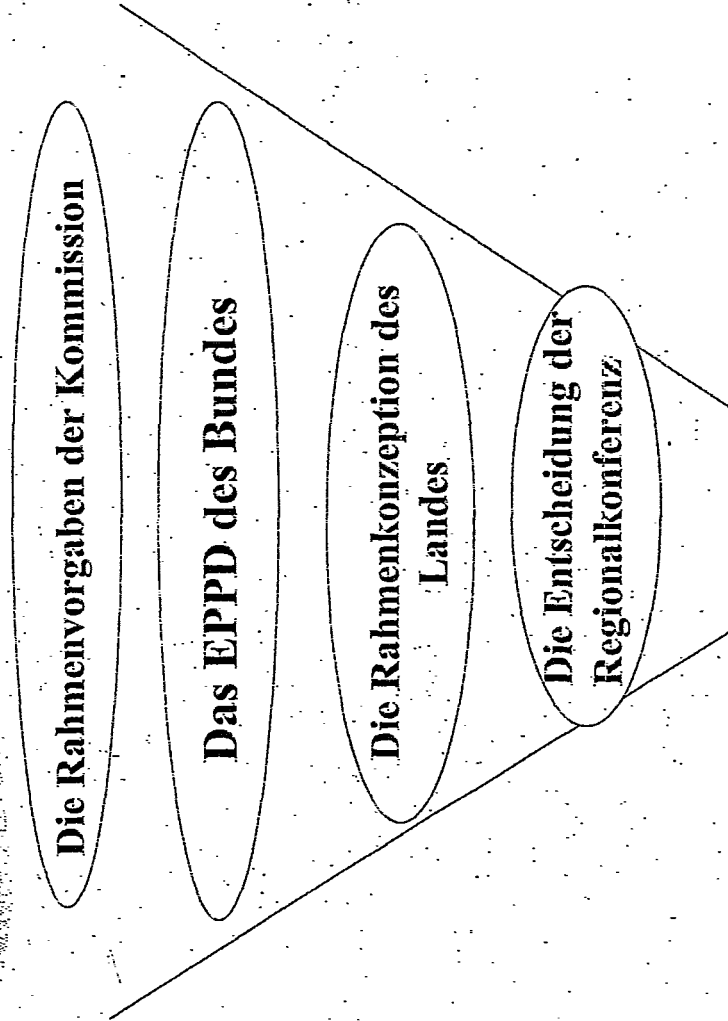 Die Rahmenvorgaben der Kommission
Das EPPD des Bundes
Die Rahmenkonzeption des
Landes
Die Entscheidung der
Regionalkonferenz